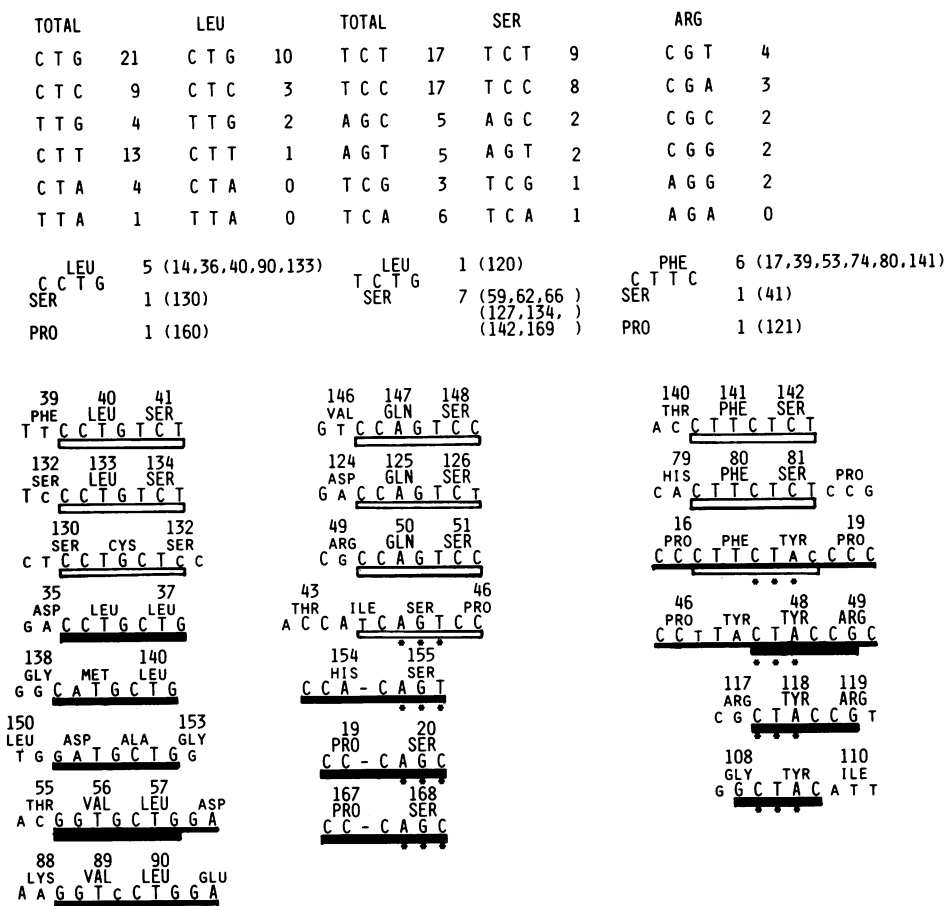 TOTAL LEU TOTAL SER ARG
C T G 21 C T G 10 T C T 17 T C T 9 C G T 4
C T C 9 C T C 3 T C C 17 T C C 8 C G A 3
T T G 4 T T G 2 A G C 5 A G C 2 C G C 2
C T T 13 C T T 1 A G T 5 A G T 2 C G G 2
C T A 4 C T A 0 T C G 3 T C G 1 A G G 2
T T A 1 T T A 0 T C A 6 T C A 1 A G A 0
LEU 5 (14,36,40,90,133) LEU 1 (120) PHE 6 (17,39,53,74,80,141)
C C T G T C T G C T T C
SER 1 (130) SER 7 (59,62,66 ) SER 1 (41)
(127,134, )
PRO 1 (160) (142,169 ) PRO 1 (121)
39 40 41
PHE LEU SER
T T C C T G T C T
132 133 134
SER LEU SER
T C C C T G T C T
130 132
SER CYS SER
C T C C T G C T C C
35 37
ASP LEU LEU
G A C C T G C T G
138 140
GLY MET LEU
G G C A T G C T G
150 153
LEU ASP ALA GLY
T G G A T G C T G G
55 56 57
THR VAL LEU ASP
A C G G T G C T G G A
88 89 90
LYS VAL LEU GLU
A A G G T C C T G G A
146 147 148
VAL GLN SER
G T C C A G T C C
124 125 126
ASP GLN SER
G A C C A G T C T
49 50 51
ARG GLN SER
C G C C A G T C C
43 46
THR ILE SER PRO
A C C A T C A G T C C
* * *
154 155
HIS SER
C C A - C A G T
* * *
19 20
PRO SER
C C - C A G C
* * *
167 168
PRO SER
C C - C A G C
* * *
140 141 142
THR PHE SER
A C C T T C T C T
79 80 81
HIS PHE SER PRO
C A C T T C T C T C C G
16 19
PRO PHE TYR PRO
C C C T T C T A C C C C
* * *
46 48 49
PRO TYR TYR ARG
C C T T A C T A C C G C
* * *
117 118 119
ARG TYR ARG
C G C T A C C G T
* * *
108 110
GLY TYR ILE
G G C T A C A T T
* * *